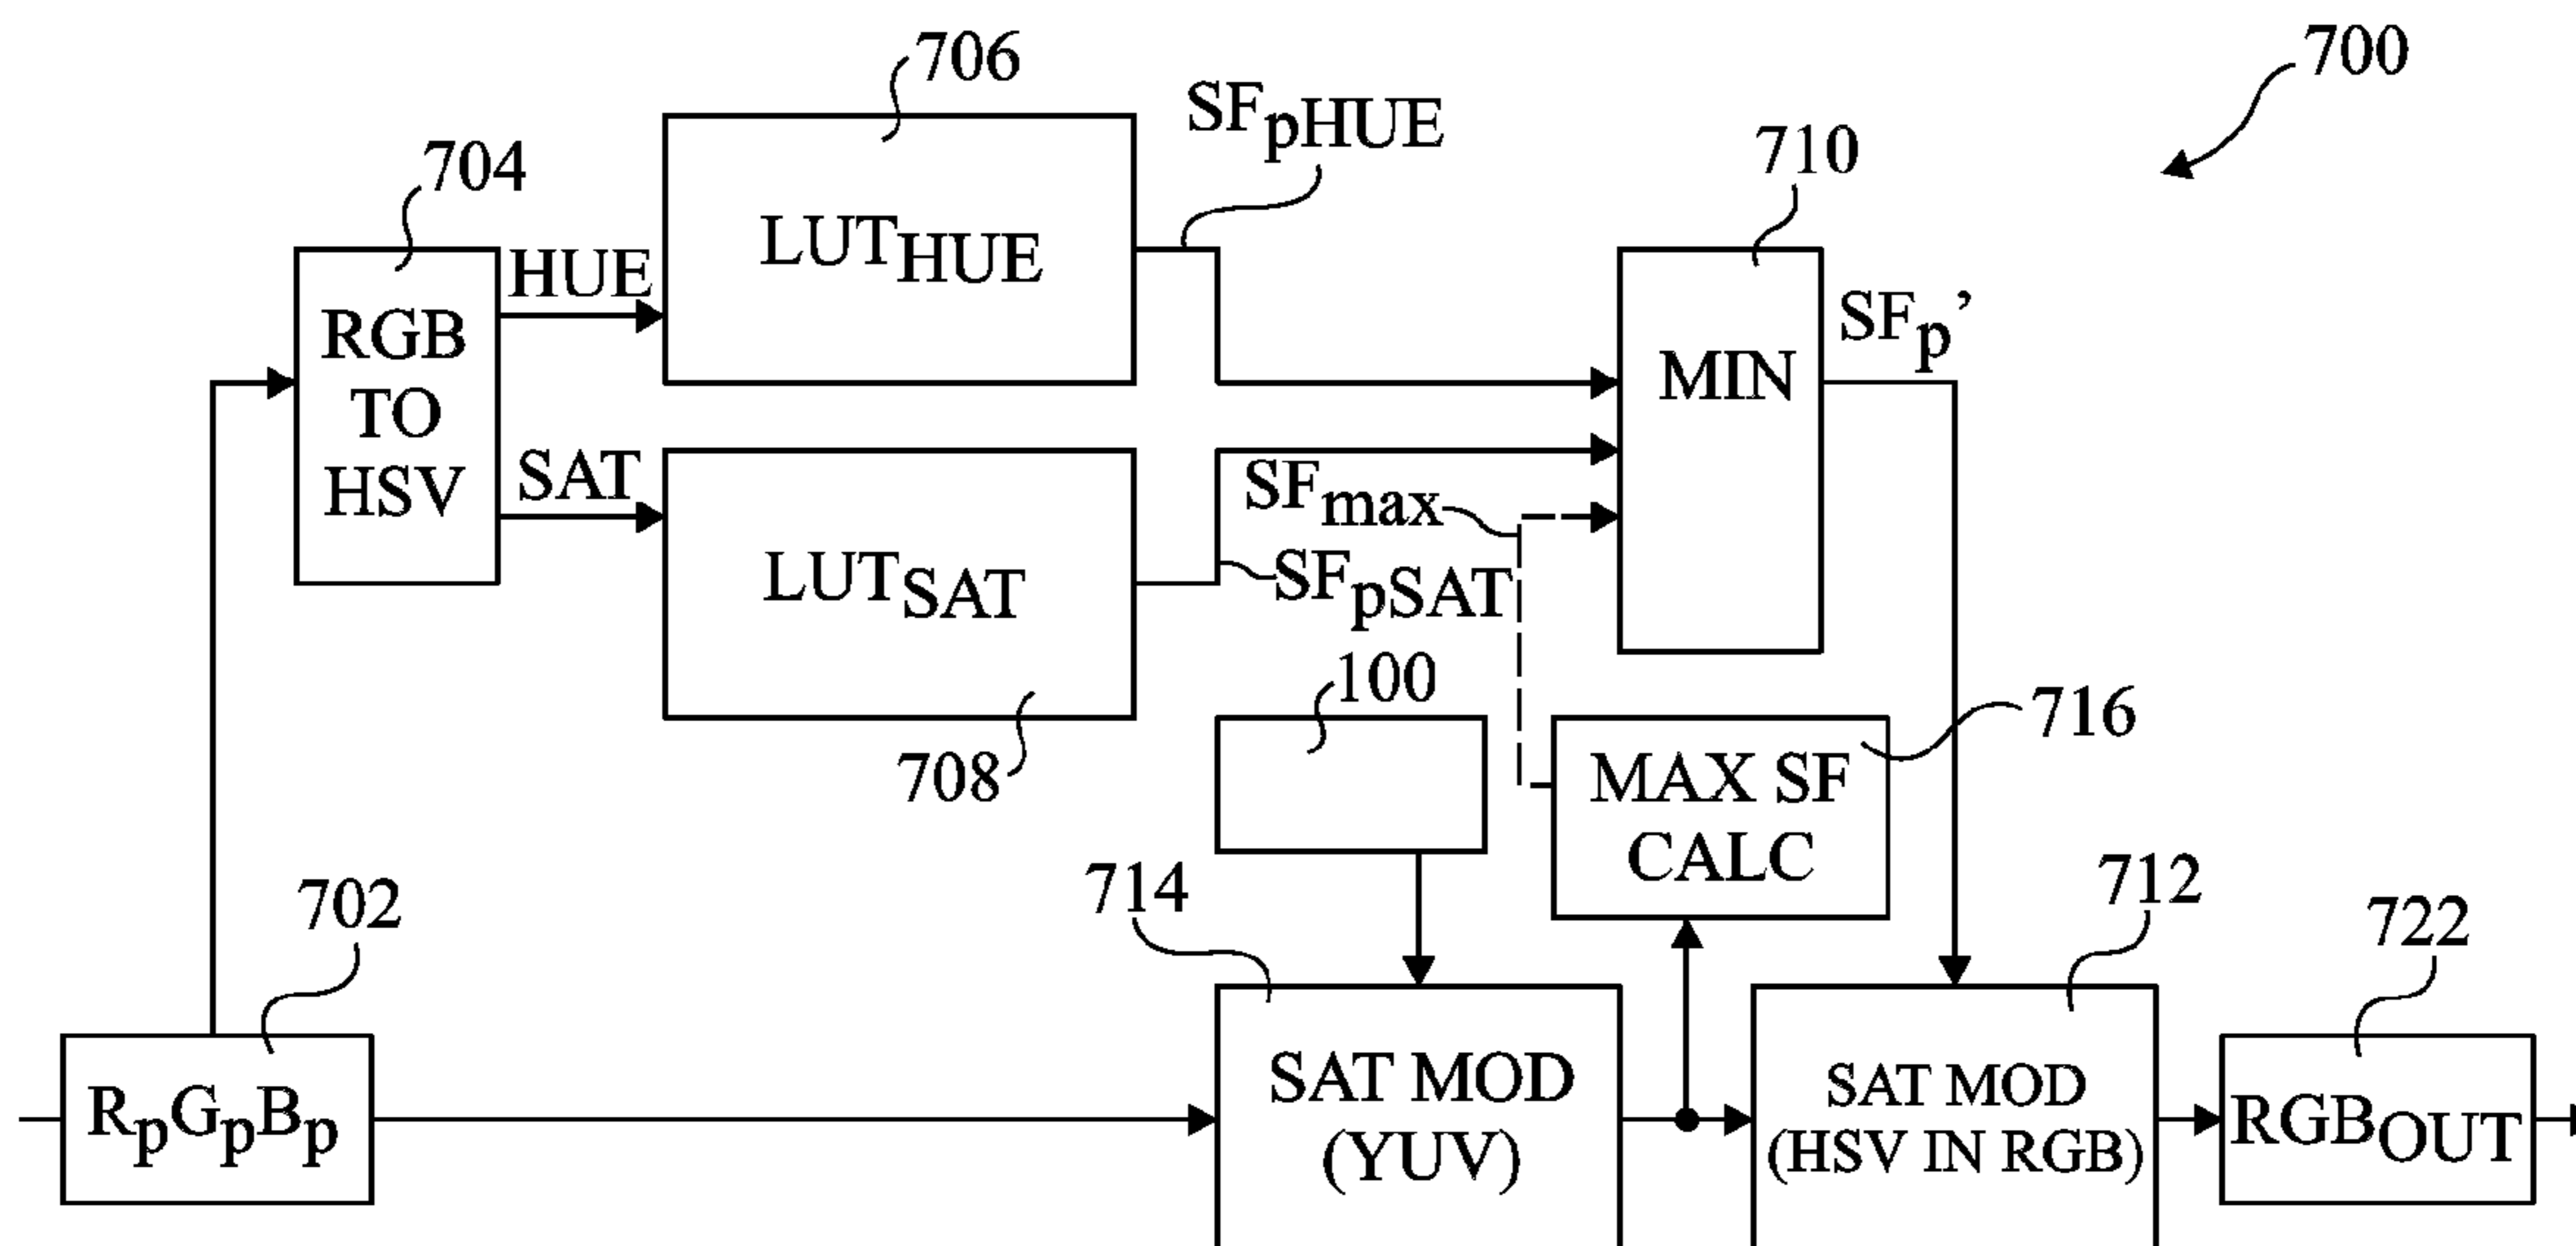 700
706
SFpHUE
710
704
LUTHUE
HUE
RGB
TO
HSV
MIN
SFp’
SAT
SFmax
LUTSAT
SFpSAT
100
708
716
MAX SF
CALC
702
714
712
722
RpGpBp
SAT MOD
(YUV)
SAT MOD
(HSV IN RGB)
RGBOUT